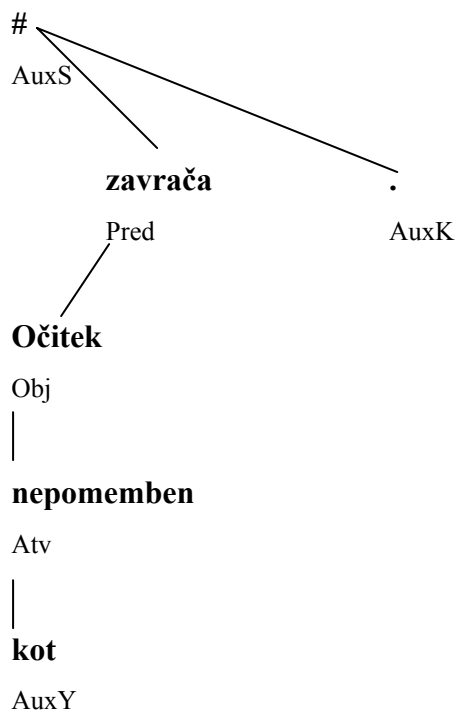 #
AuxS
zavrača .
Pred AuxK
Očitek
Obj
nepomemben
Atv
kot
AuxY